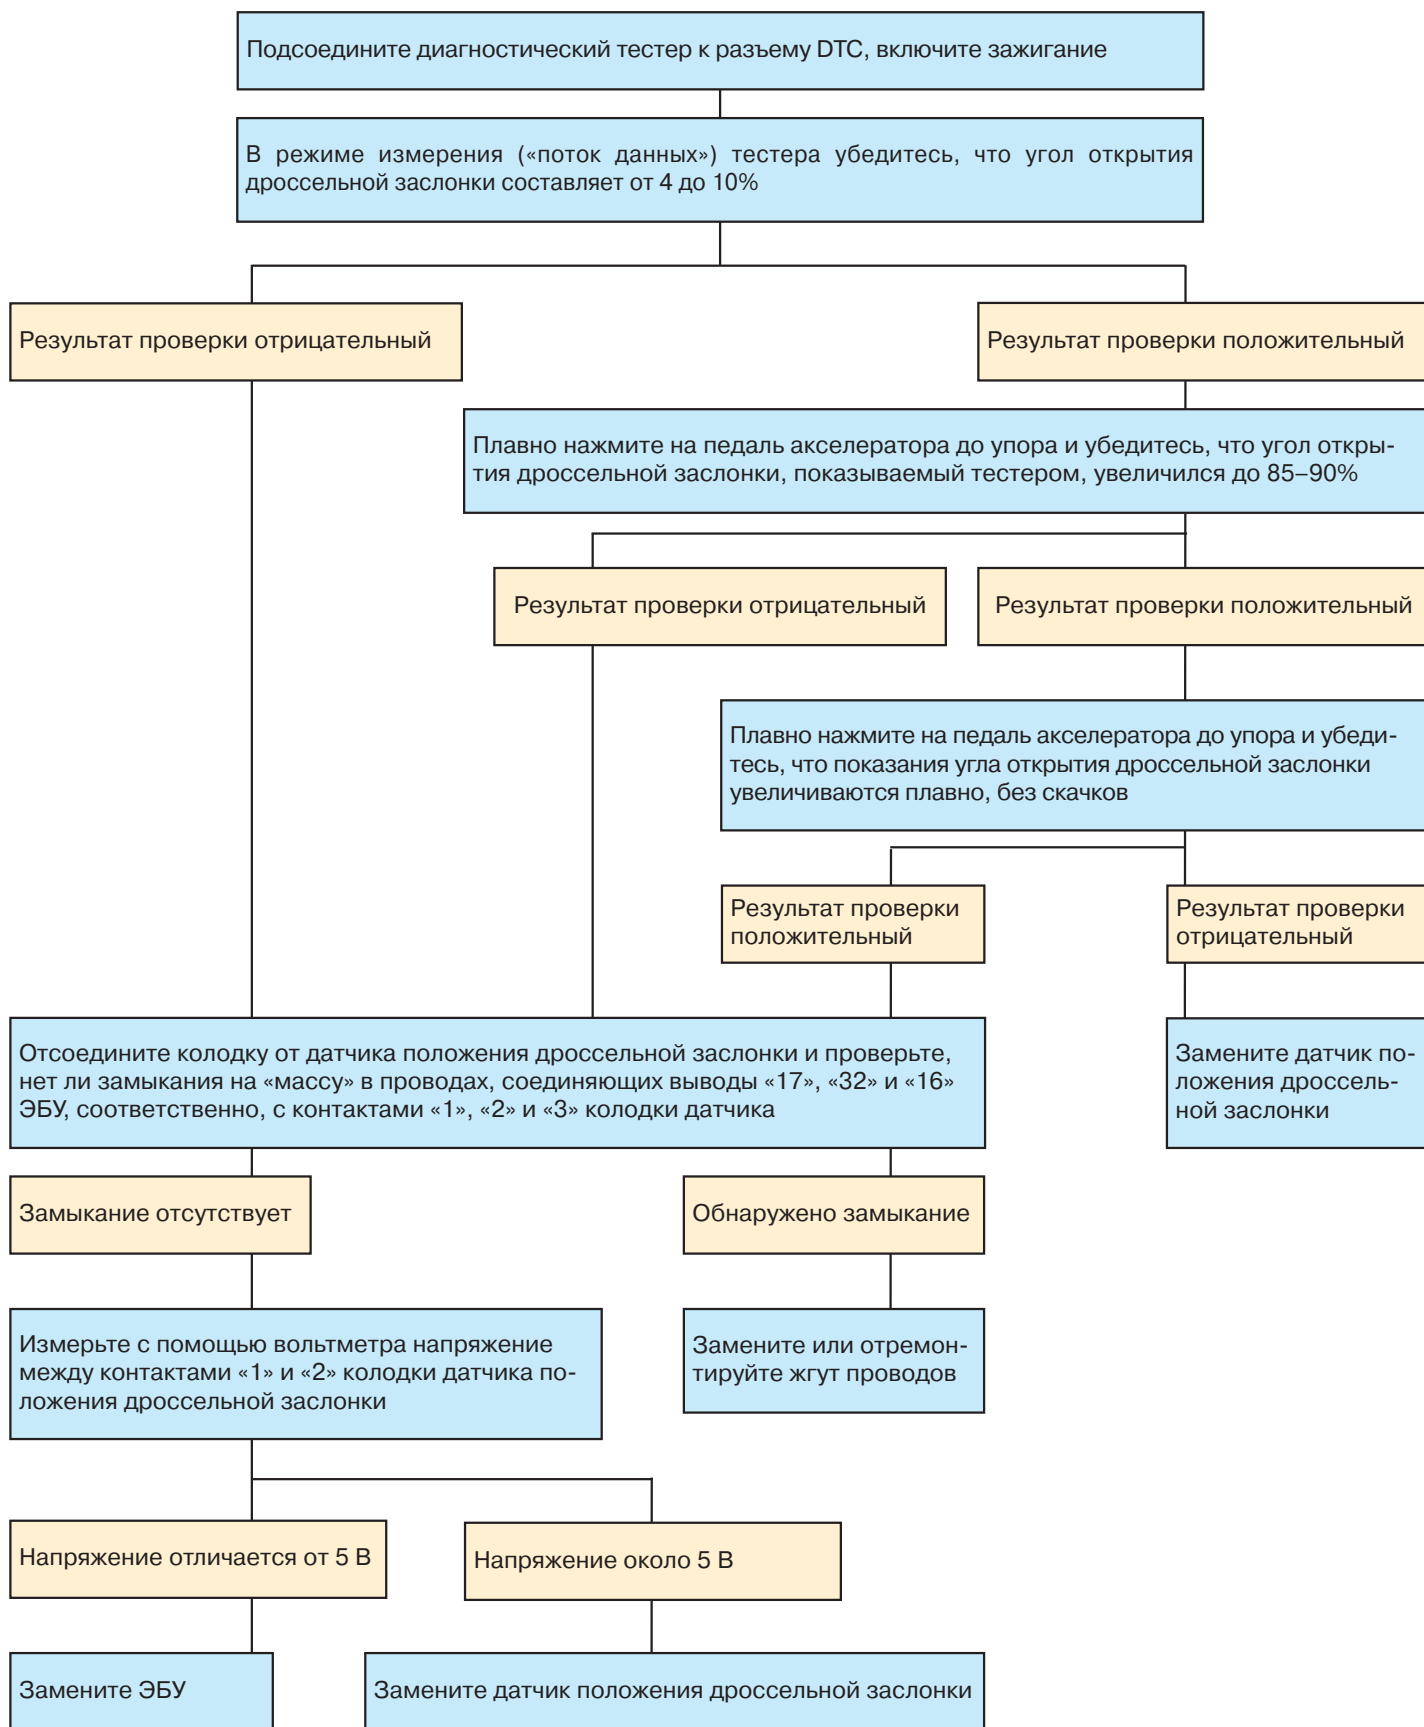 Подсоедините диагностический тестер к разъему DTC, включите зажигание
В режиме измерения («поток данных») тестера убедитесь, что угол открытия
дроссельной заслонки составляет от 4 до 10%
Результат проверки отрицательный
Результат проверки положительный
Плавно нажмите на педаль акселератора до упора и убедитесь, что угол откры-
тия дроссельной заслонки, показываемый тестером, увеличился до 85–90%
Результат проверки отрицательный
Результат проверки положительный
Плавно нажмите на педаль акселератора до упора и убеди-
тесь, что показания угла открытия дроссельной заслонки
увеличиваются плавно, без скачков
Результат проверки
положительный
Результат проверки
отрицательный
Отсоедините колодку от датчика положения дроссельной заслонки и проверьте,
нет ли замыкания на «массу» в проводах, соединяющих выводы «17», «32» и «16»
ЭБУ, соответственно, с контактами «1», «2» и «3» колодки датчика
Замените датчик по-
ложения дроссель-
ной заслонки
Замыкание отсутствует
Обнаружено замыкание
Измерьте с помощью вольтметра напряжение
между контактами «1» и «2» колодки датчика по-
ложения дроссельной заслонки
Замените или отремон-
тируйте жгут проводов
Напряжение отличается от 5 В
Напряжение около 5 В
Замените ЭБУ
Замените датчик положения дроссельной заслонки